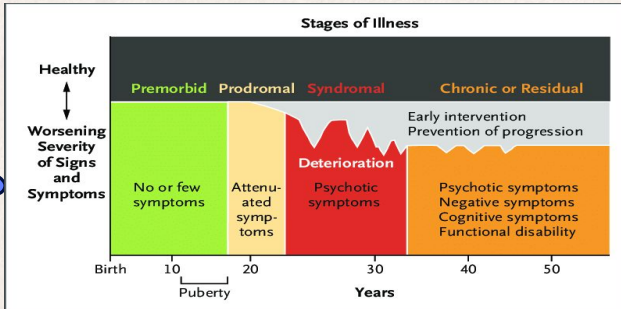 Stages of Illness
Healthy
Worsening
Severity
of Signs
and
Symptoms
Premorbid
Prodromal
Syndromal
Chronic or Residual
Early intervention
Prevention of progression
Deterioration
No or few
symptoms
Attenu-
ated
symp-
toms
Psychotic
symptoms
Psychotic symptoms
Negative symptoms
Cognitive symptoms
Functional disability
Birth
10
20
30
40
50
Puberty
Years